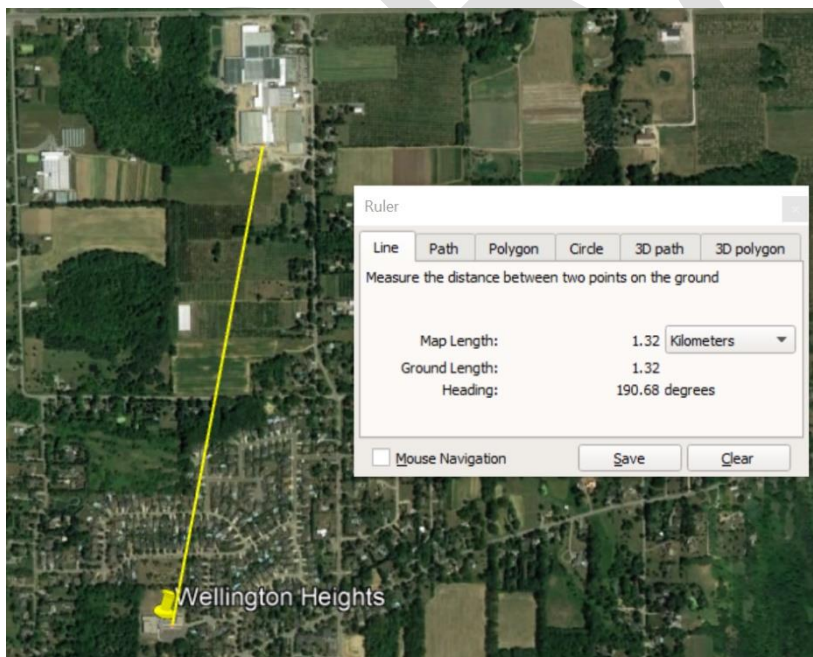 Ruler
Line Path Polygon Circle 3D path 3D polygon
Measure the distance between two points on the ground
Map Length: 1.32 Kilometers
Ground Length: 1.32
Heading: 190.68 degrees
Mouse Navigation Save Clear
Wellington Heights